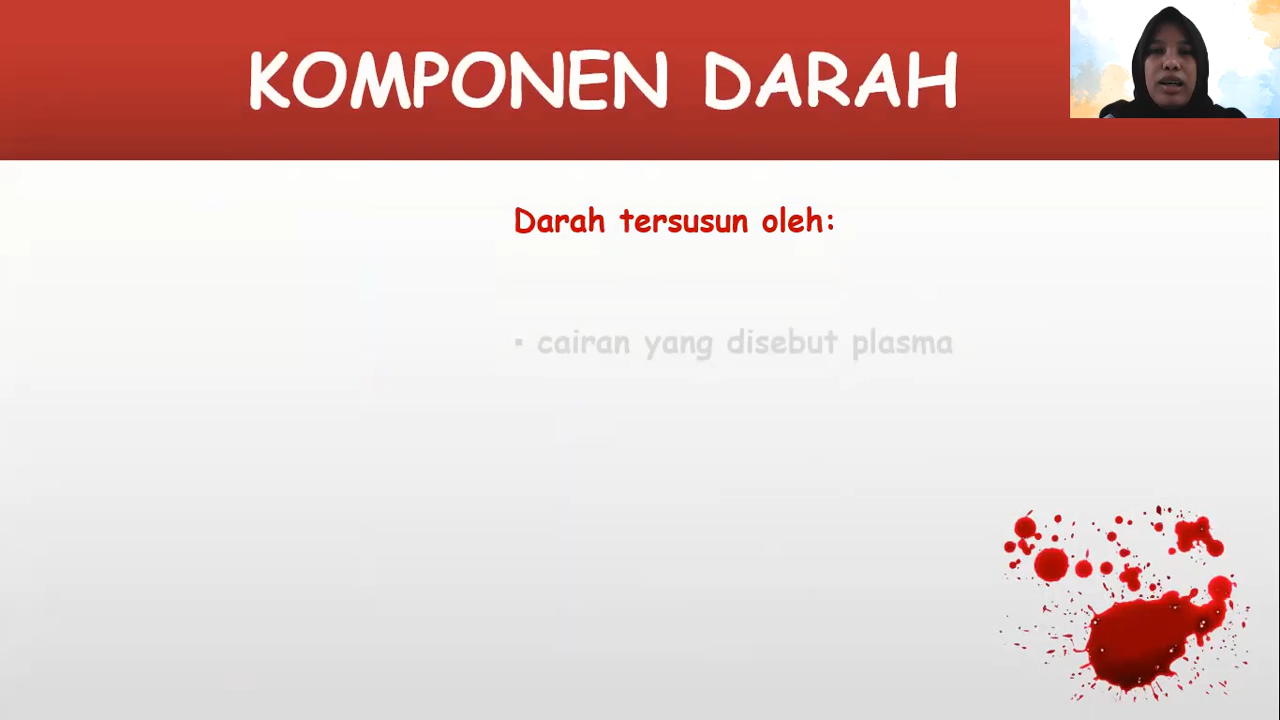 KOMPONEN DARAH
Darah tersusun oleh:
▪ cairan yang disebut plasma